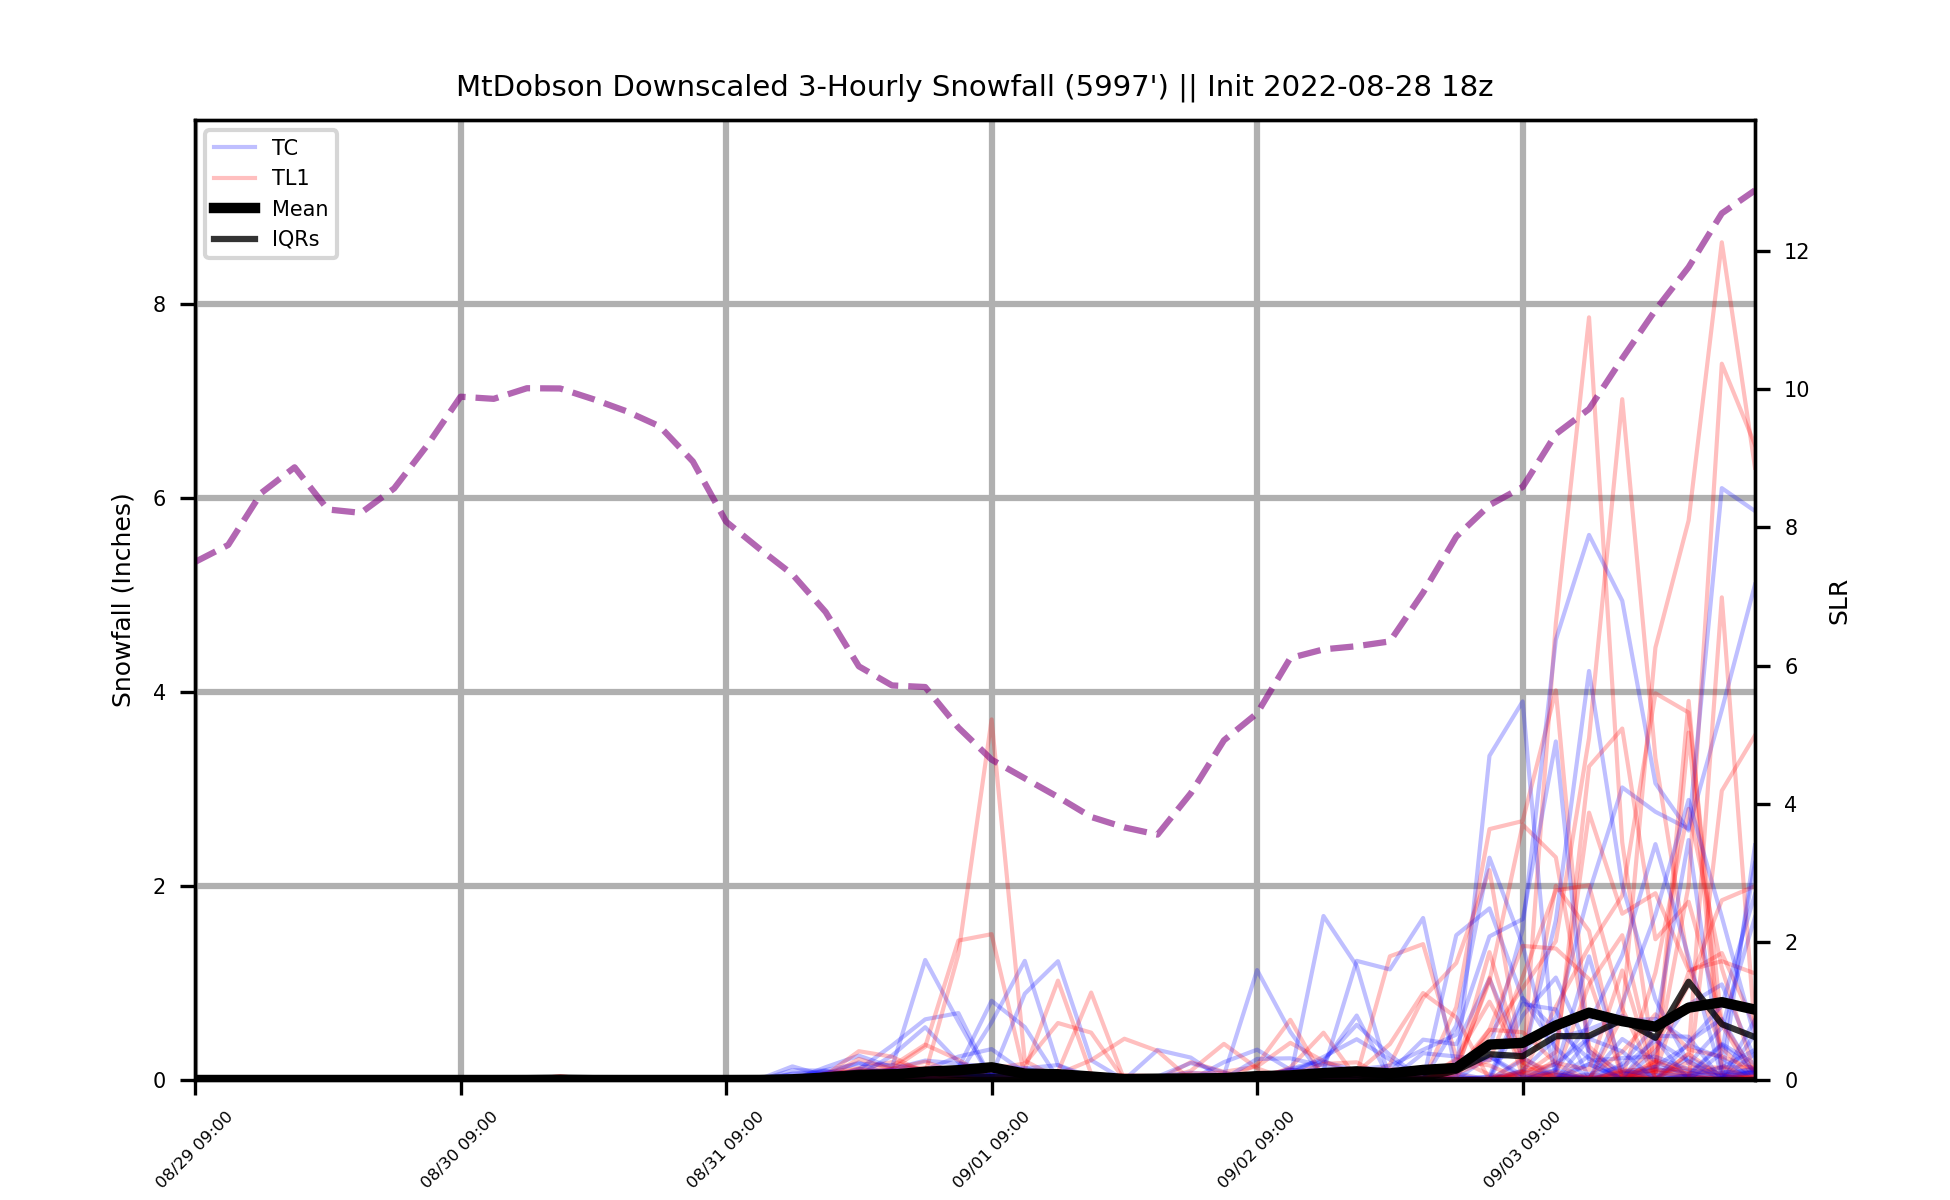 MtDobson Downscaled 3-Hourly Snowfall (5997') || Init 2022-08-28 18z
TC
TL1
Mean
IQRs
8
6
4
2
0
Snowfall (Inches)
12
10
8
6
4
2
0
SLR
08/29 09:00
08/30 09:00
08/31 09:00
09/01 09:00
09/02 09:00
09/03 09:00